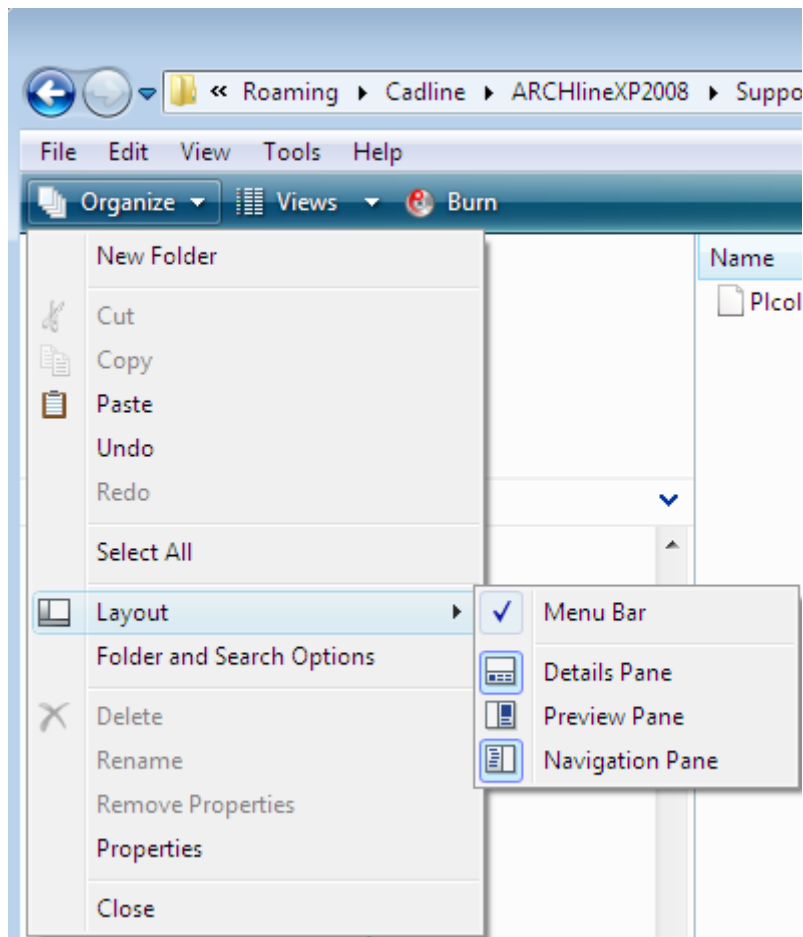 « Roaming Cadline ARCHlineXP2008 Suppo
File Edit View Tools Help
Organize Views Burn
New Folder
Name
Cut
Plcol
Copy
Paste
Undo
Redo
Select All
Layout
Menu Bar
Folder and Search Options
Details Pane
Delete
Preview Pane
Rename
Navigation Pane
Remove Properties
Properties
Close